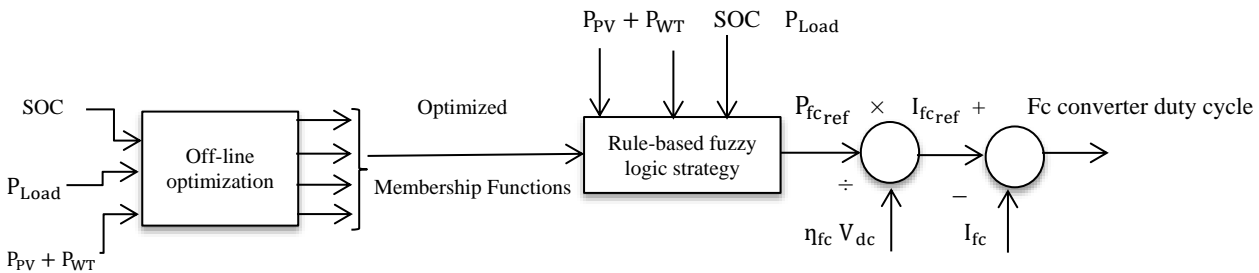 P_PV + P_WT SOC P_Load
SOC
Optimized
P_fc_ref × I_fc_ref + Fc converter duty cycle
Off-line
optimization
Rule-based fuzzy
logic strategy
P_Load
Membership Functions
÷
−
P_PV + P_WT
η_fc V_dc
I_fc